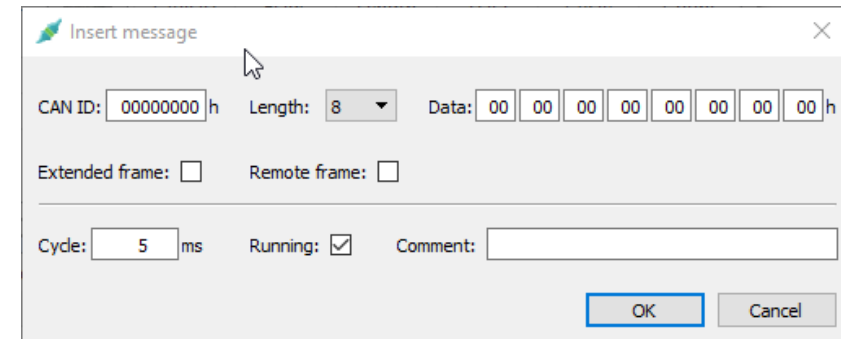 Insert message
CAN ID: 00000000 h Length: 8 Data: 00 00 00 00 00 00 00 00 h
Extended frame: Remote frame:
Cycle: 5 ms Running: Comment:
OK Cancel